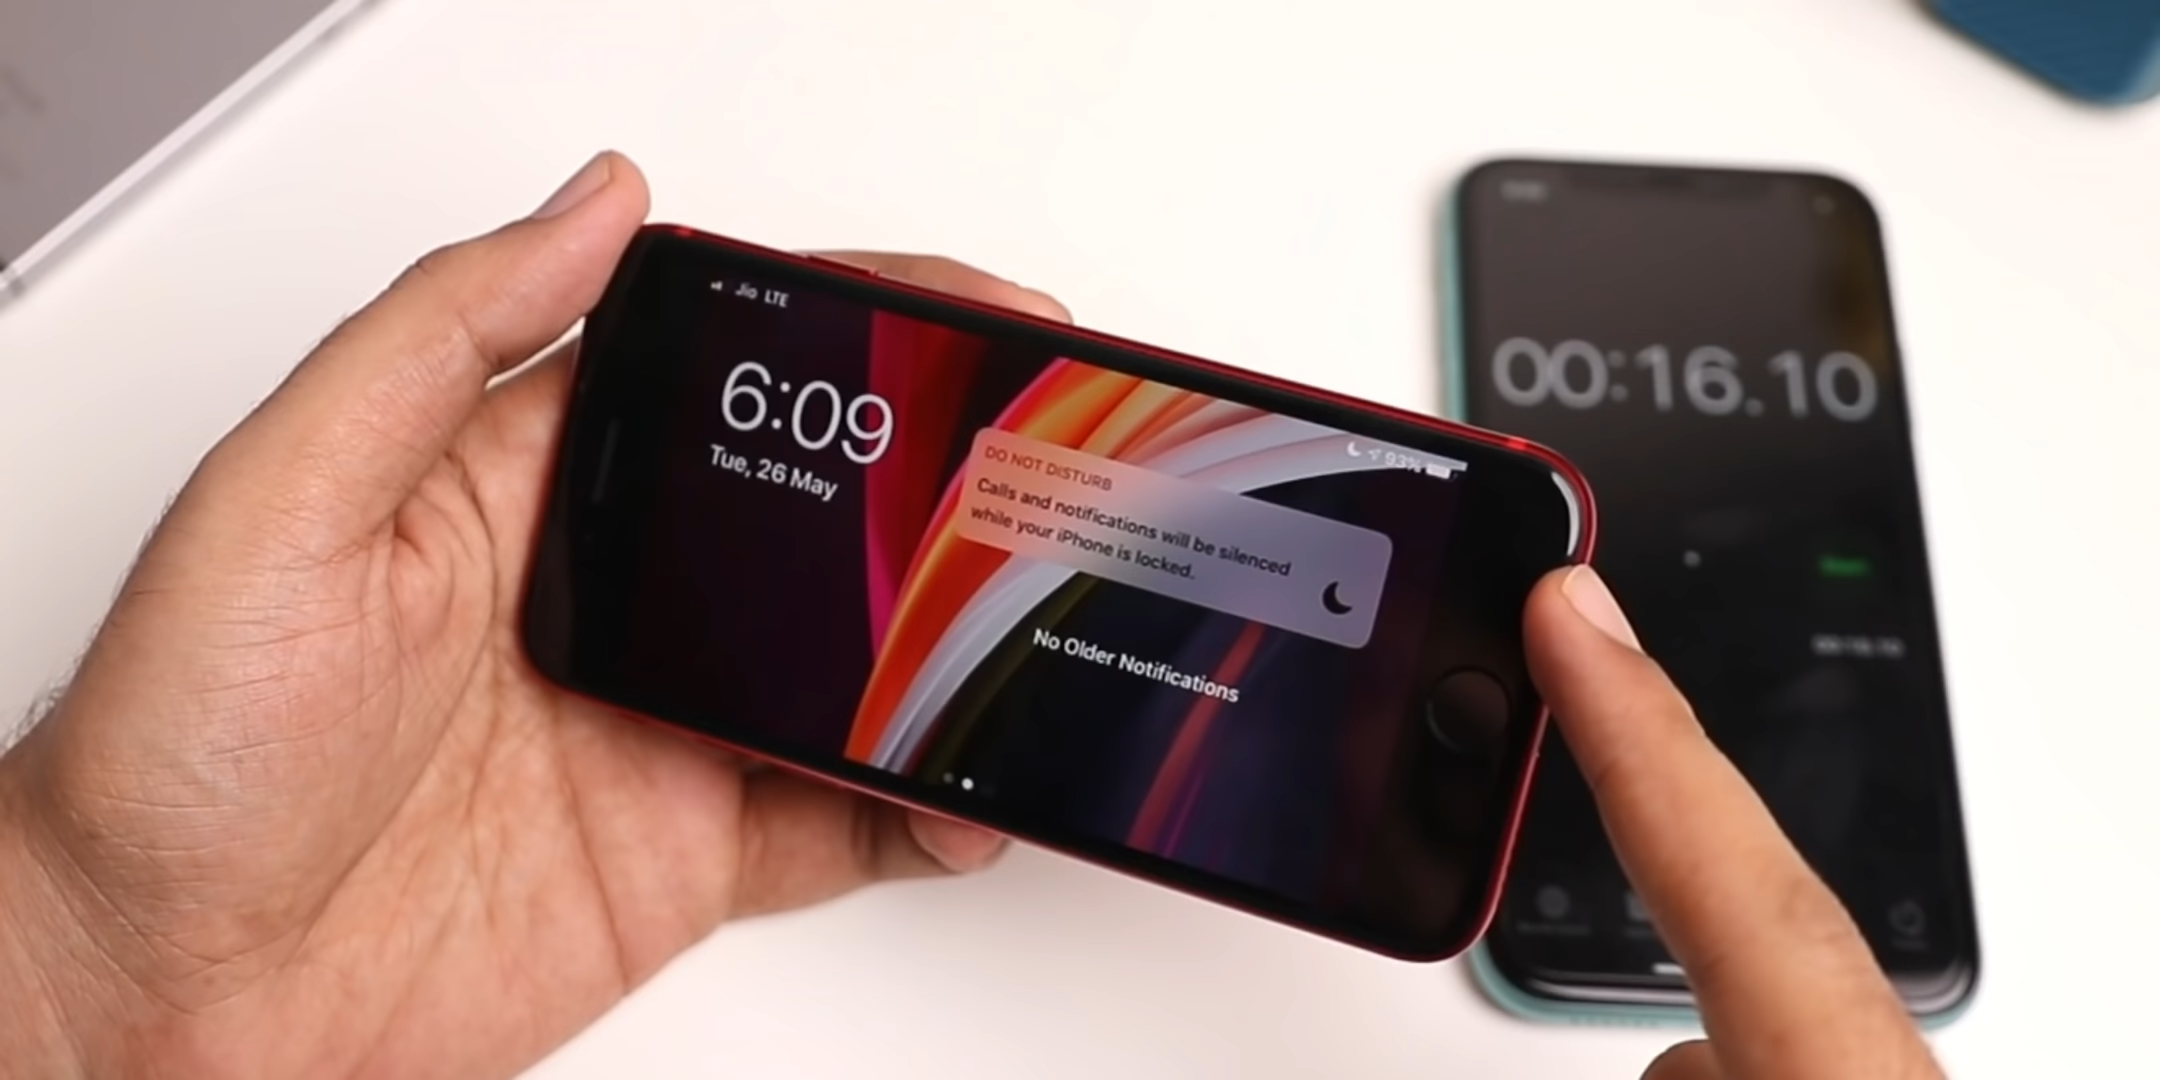 Jio LTE
93%
6:09
Tue, 26 May
DO NOT DISTURB
Calls and notifications will be silenced
while your iPhone is locked.
No Older Notifications
00:16.10